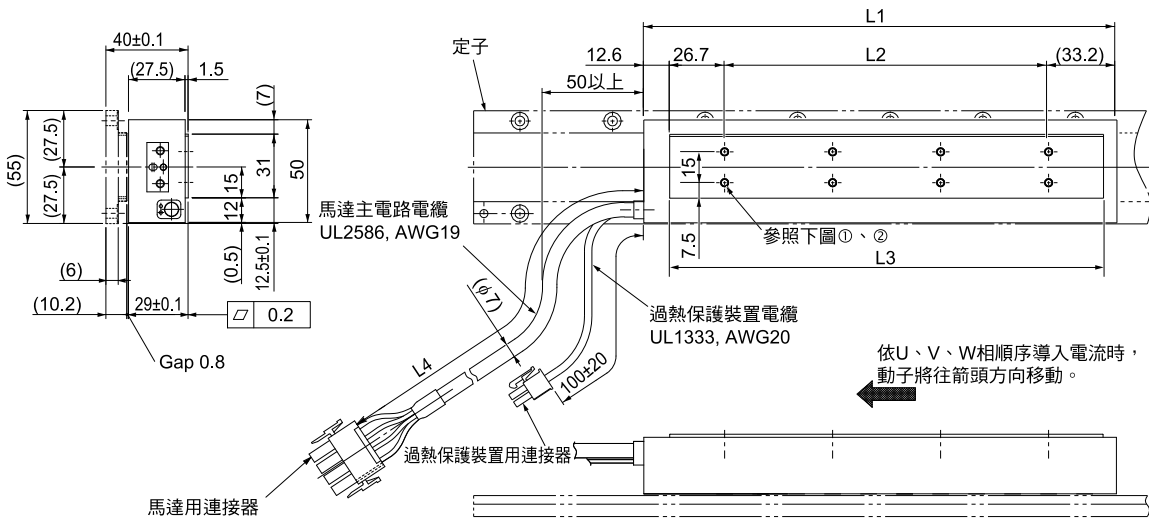 40±0.1
(27.5)
1.5
(7)
(55)
(27.5)
(27.5)
31
50
15
12
(0.5)
12.5±0.1
(6)
(10.2)
29±0.1
0.2
Gap 0.8
定子
50以上
12.6
26.7
L1
L2
(33.2)
15
7.5
參照下圖①、②
L3
馬達主電路電纜
UL2586, AWG19
(φ7)
L4
過熱保護裝置電纜
UL1333, AWG20
100±20
過熱保護裝置用連接器
馬達用連接器
依U、V、W相順序導入電流時，
動子將往箭頭方向移動。